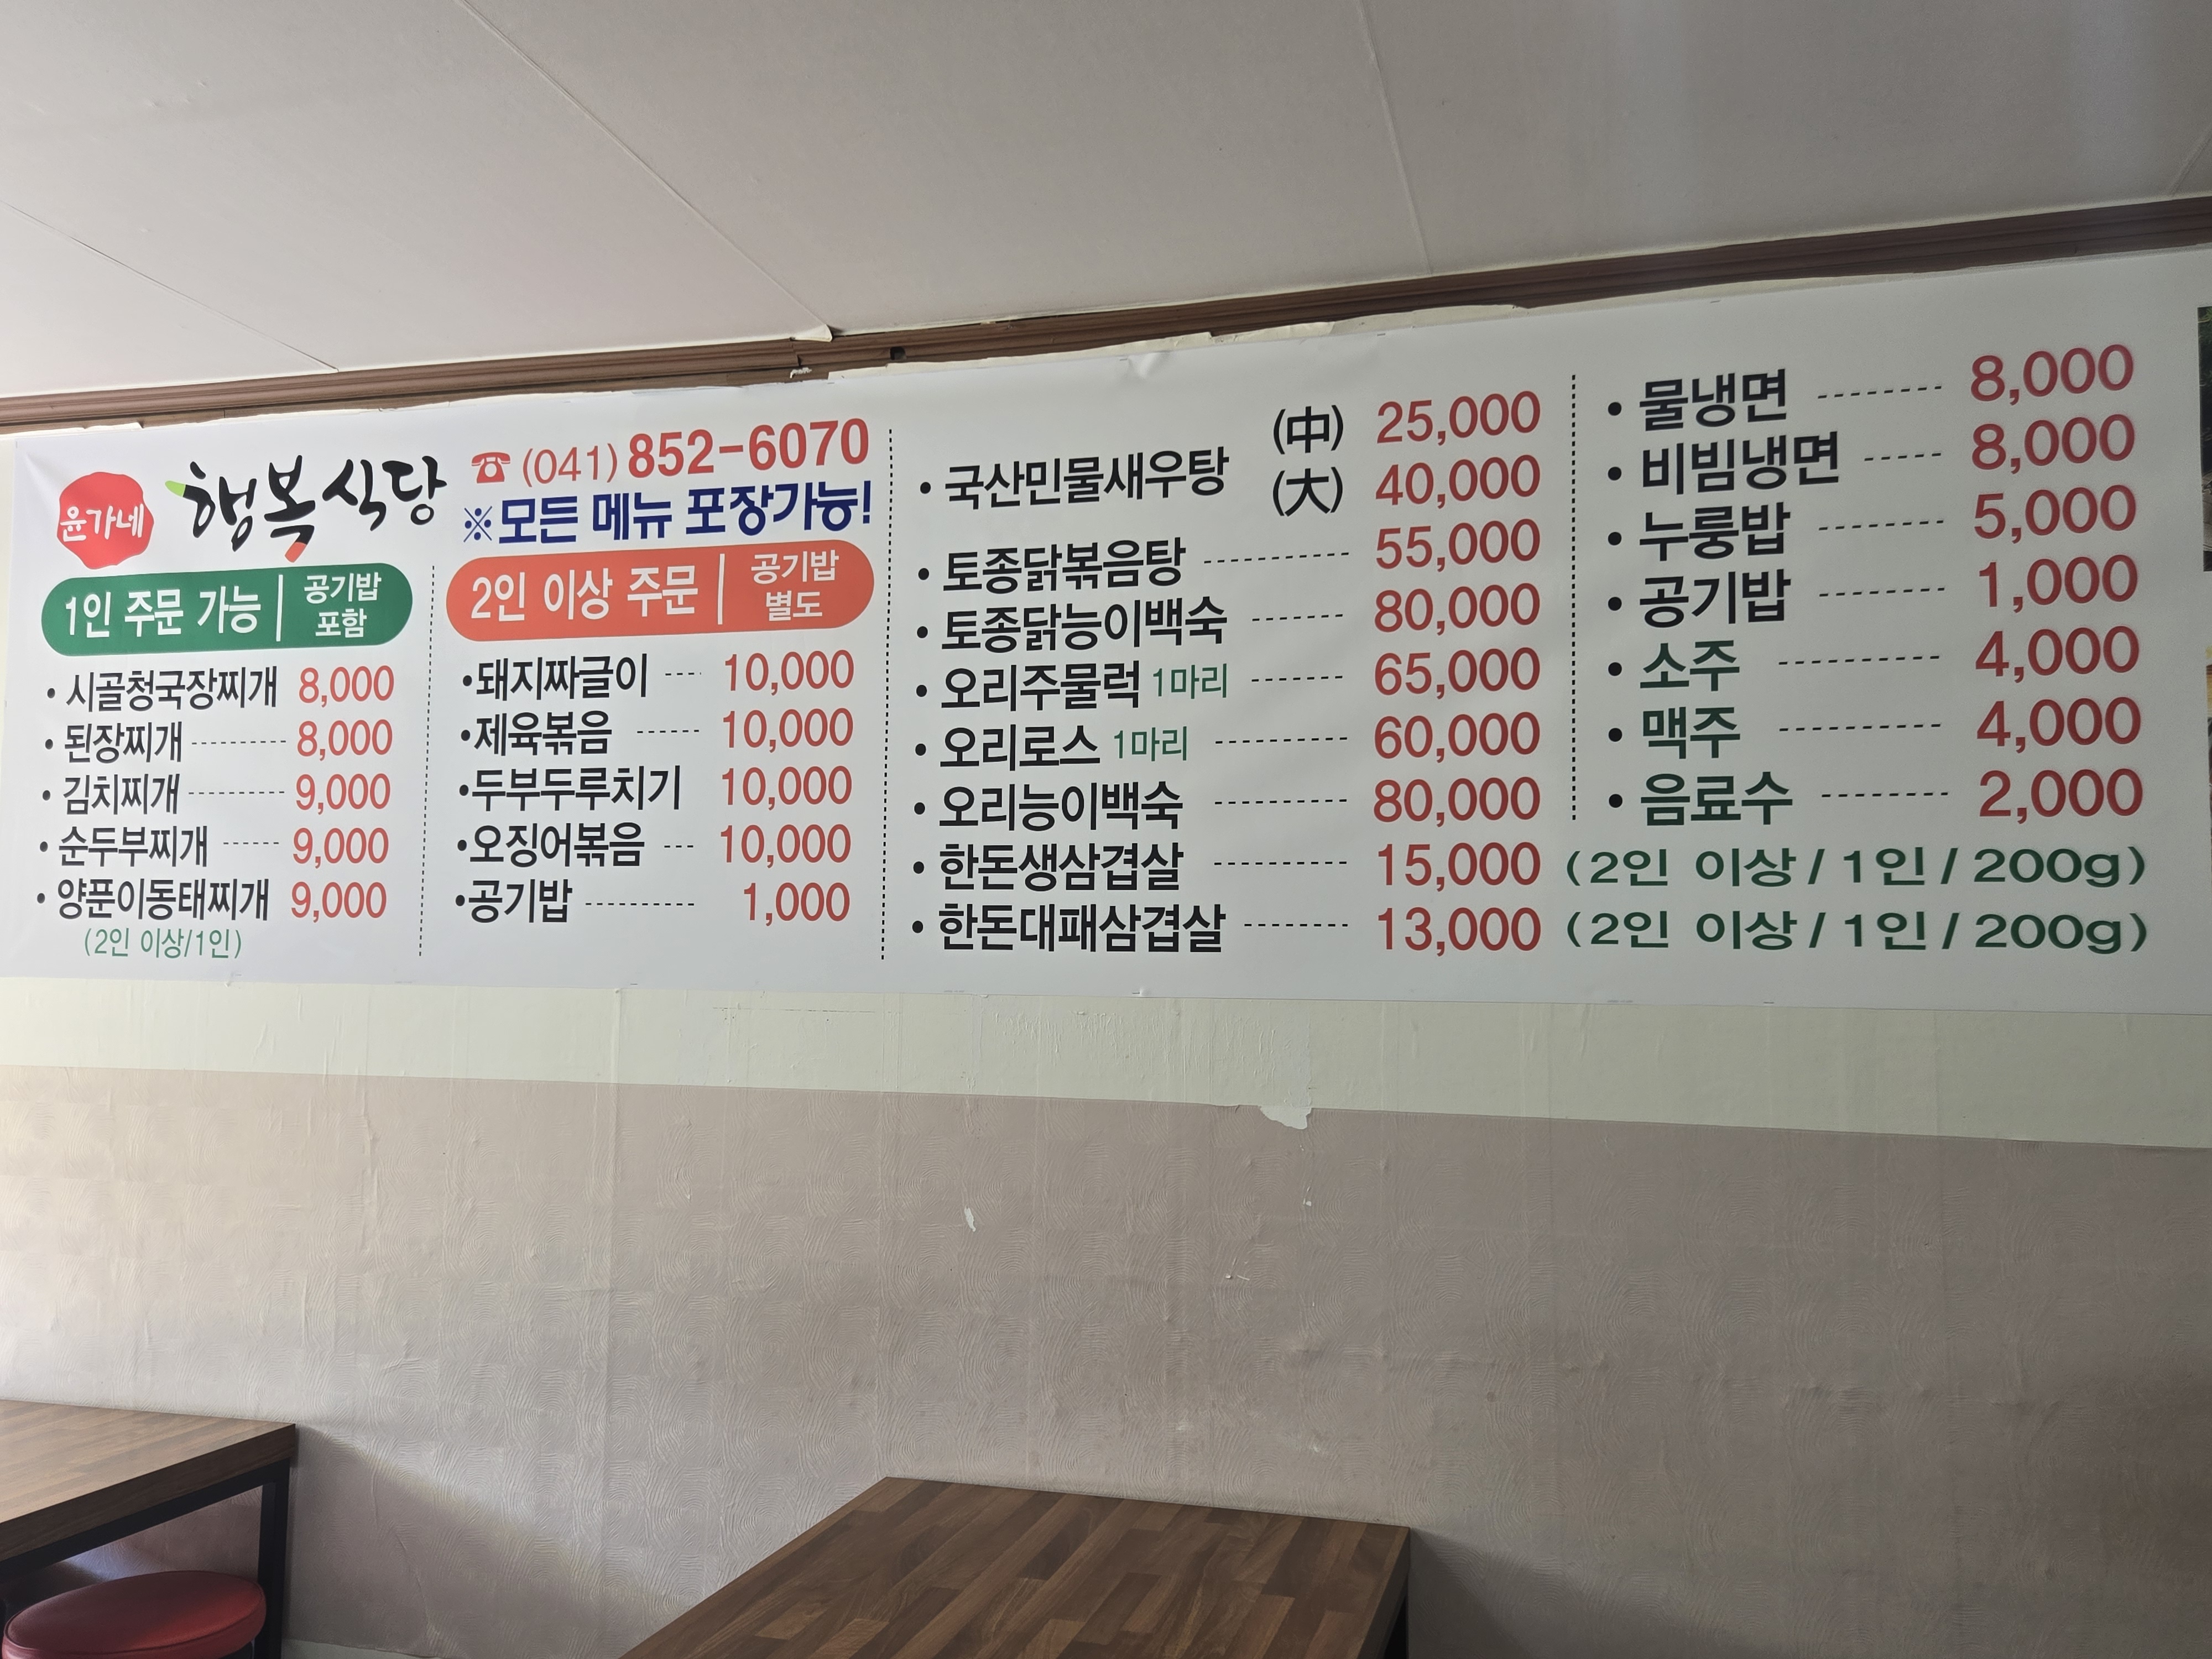 윤가네 행복식당
☎ (041) 852-6070
※모든 메뉴 포장가능!
1인 주문 가능 | 공기밥 포함
• 시골청국장찌개 8,000
• 된장찌개 ---------- 8,000
• 김치찌개 ---------- 9,000
• 순두부찌개 ------ 9,000
• 양푼이동태찌개 9,000
(2인 이상/1인)
2인 이상 주문 | 공기밥 별도
•돼지짜글이 ---- 10,000
•제육볶음 ------ 10,000
•두부두루치기 10,000
•오징어볶음 --- 10,000
•공기밥 ---------- 1,000
• 국산민물새우탕 (中) 25,000
(大) 40,000
• 토종닭볶음탕 ----------- 55,000
• 토종닭능이백숙 ------- 80,000
• 오리주물럭 1마리 ------- 65,000
• 오리로스 1마리 ---------- 60,000
• 오리능이백숙 ---------- 80,000
• 한돈생삼겹살 ---------- 15,000 (2인 이상/1인/200g)
• 한돈대패삼겹살 -------- 13,000 (2인 이상/1인/200g)
• 물냉면 --------- 8,000
• 비빔냉면 ----- 8,000
• 누룽밥 --------- 5,000
• 공기밥 --------- 1,000
• 소주 ----------- 4,000
• 맥주 ----------- 4,000
• 음료수 --------- 2,000